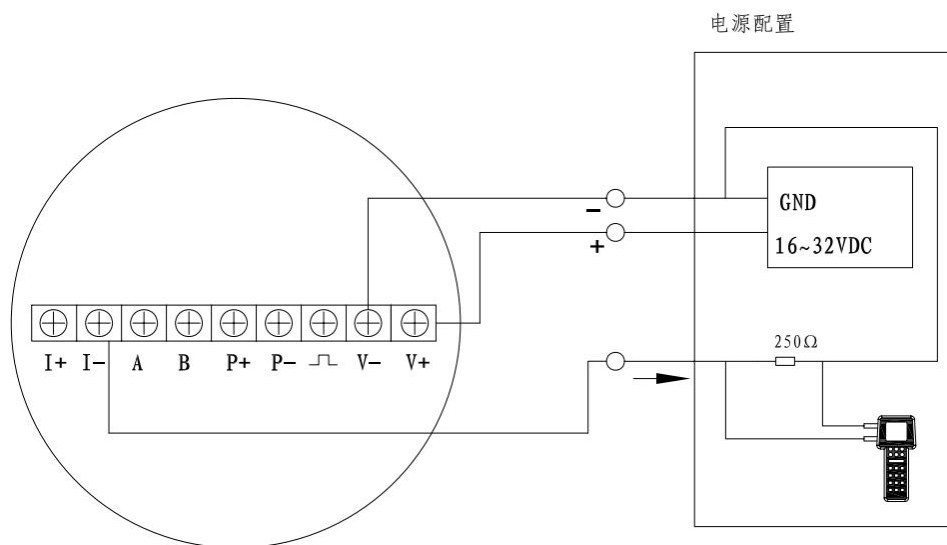 电源配置
GND
16~32VDC
250Ω
-
+
I+ I- A B P+ P- V- V+